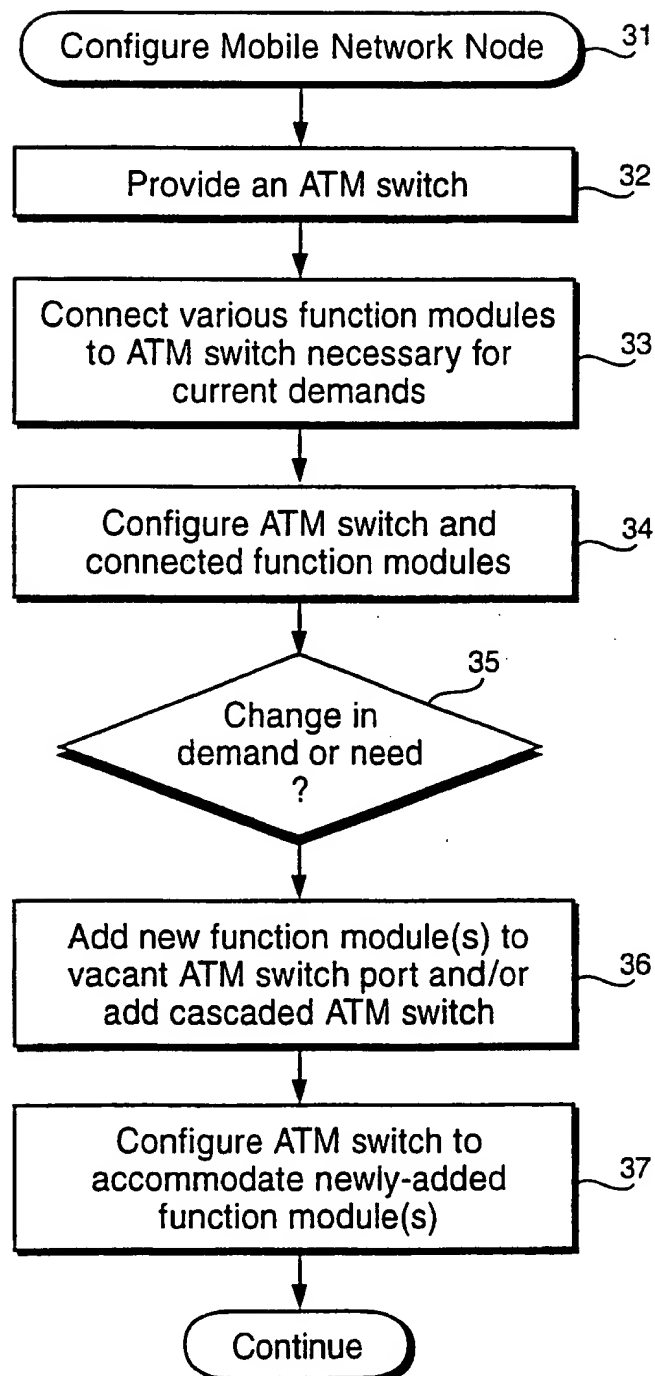 Configure Mobile Network Node
31
Provide an ATM switch
32
Connect various function modules
to ATM switch necessary for
current demands
33
Configure ATM switch and
connected function modules
34
35
Change in
demand or need
?
Add new function module(s) to
vacant ATM switch port and/or
add cascaded ATM switch
36
Configure ATM switch to
accommodate newly-added
function module(s)
37
Continue